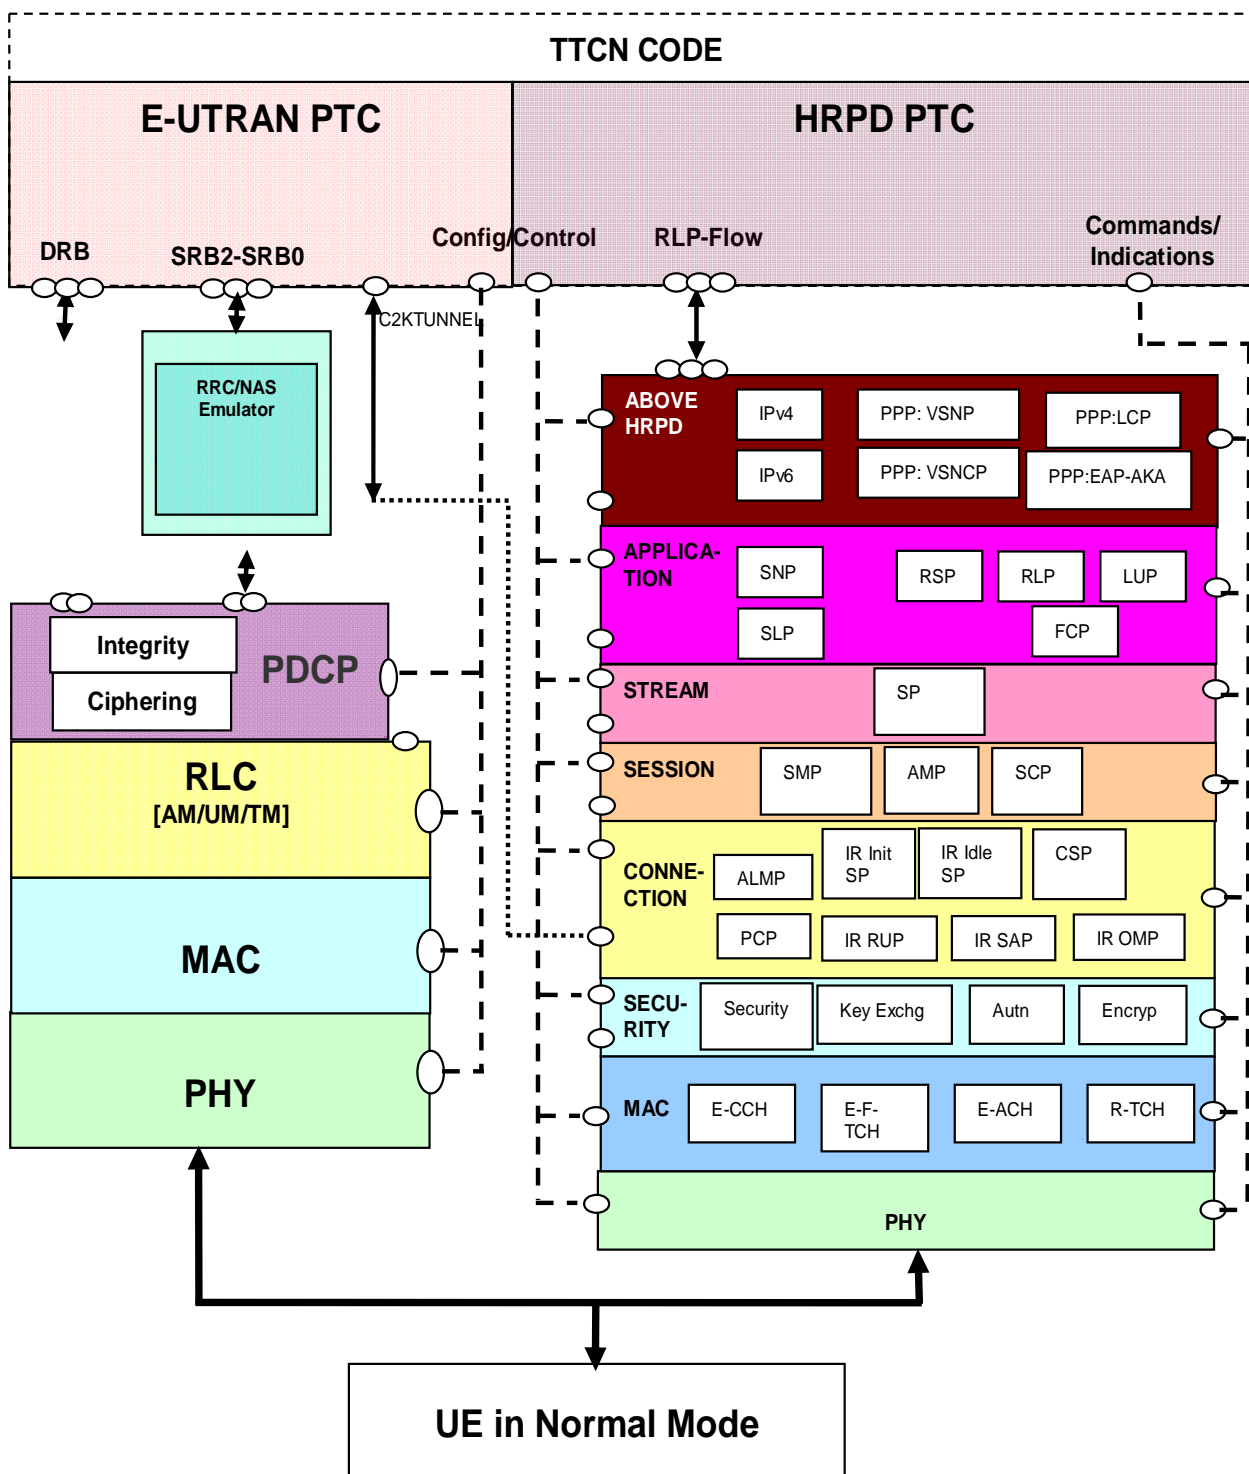 TTCN CODE
E-UTRAN PTC
HRPD PTC
DRB
SRB2-SRB0
Config/Control
RLP-Flow
Commands/
Indications
C2KTUNNEL
RRC/NAS
Emulator
Integrity
Ciphering
PDCP
RLC
[AM/UM/TM]
MAC
PHY
ABOVE
HRPD
IPv4
PPP: VSNP
PPP:LCP
IPv6
PPP: VSNCP
PPP:EAP-AKA
APPLICA-
TION
SNP
RSP
RLP
LUP
SLP
FCP
STREAM
SP
SESSION
SMP
AMP
SCP
CONNE-
CTION
ALMP
IR Init
SP
IR Idle
SP
CSP
PCP
IR RUP
IR SAP
IR OMP
SECU-
RITY
Security
Key Exchg
Autn
Encryp
MAC
E-CCH
E-F-
TCH
E-ACH
R-TCH
PHY
UE in Normal Mode